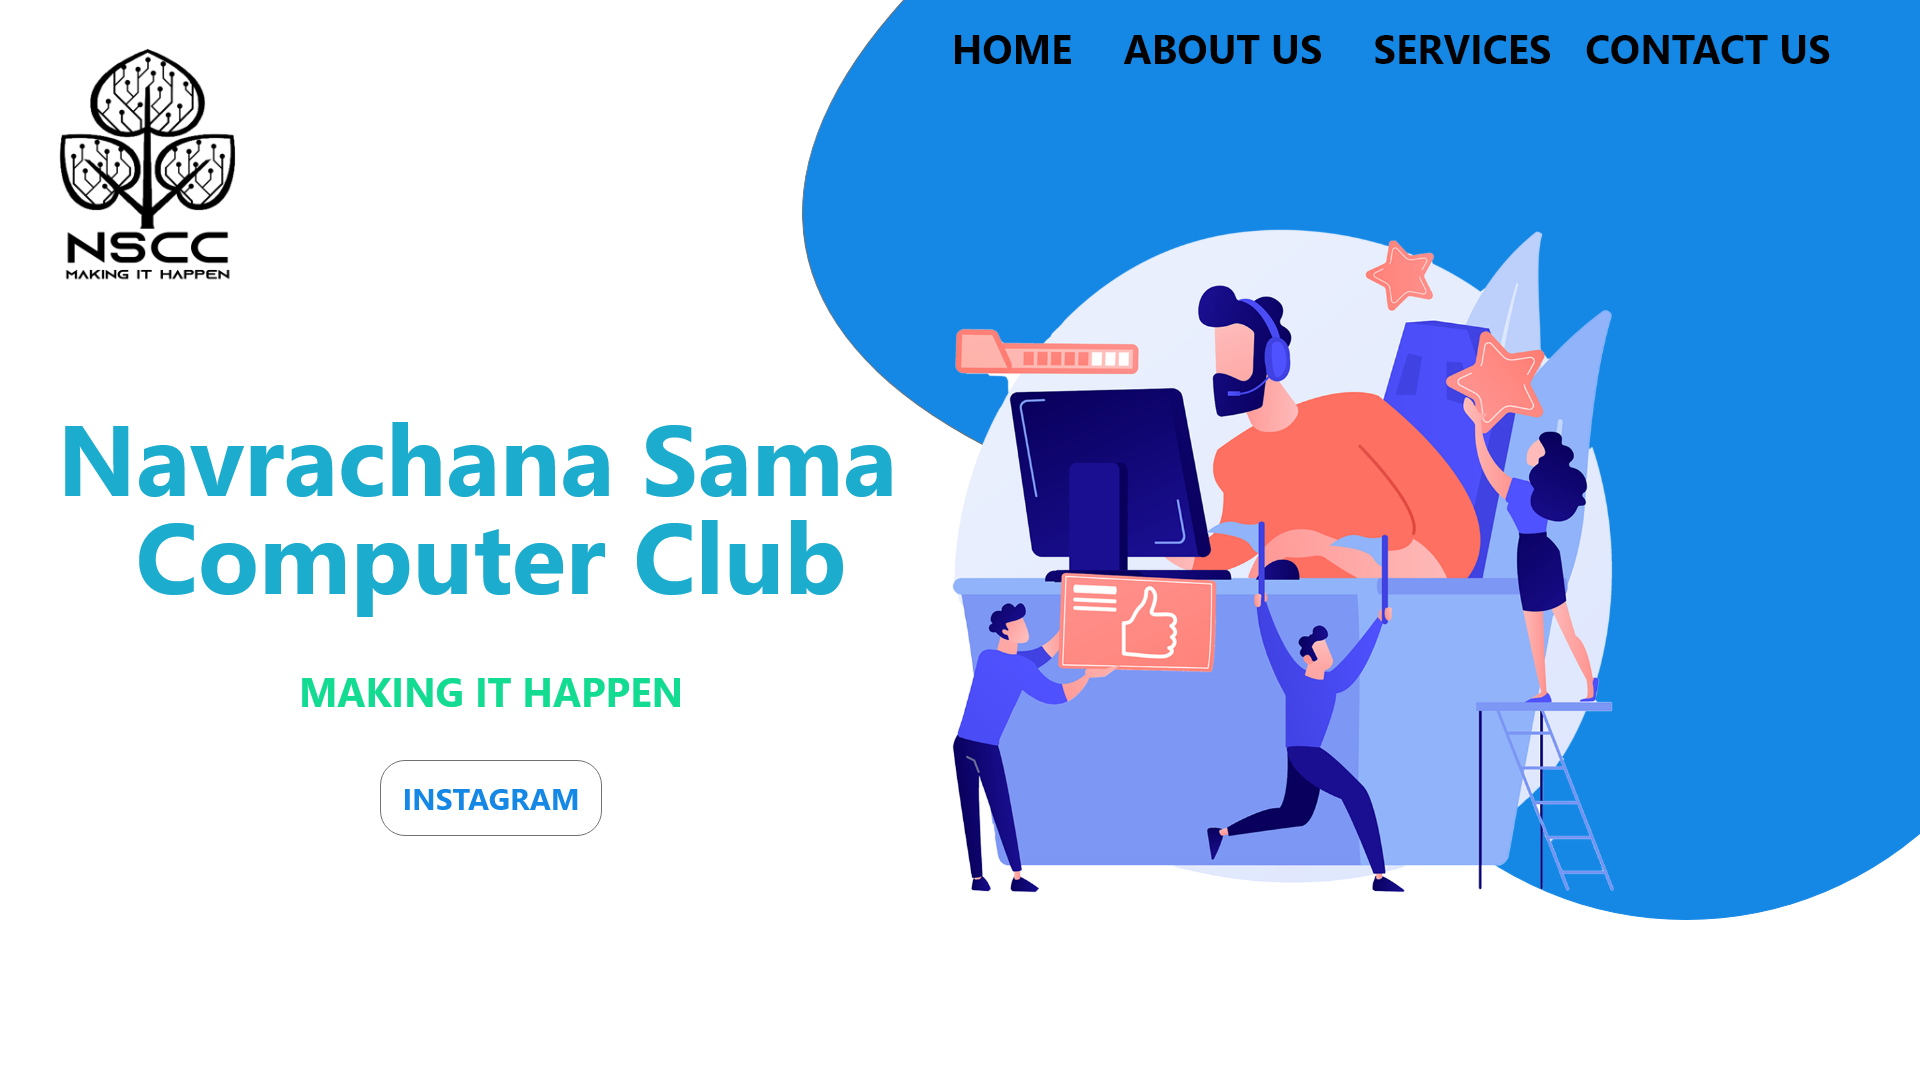 HOME ABOUT US SERVICES CONTACT US
NSCC
MAKING IT HAPPEN
Navrachana Sama
Computer Club
MAKING IT HAPPEN
INSTAGRAM